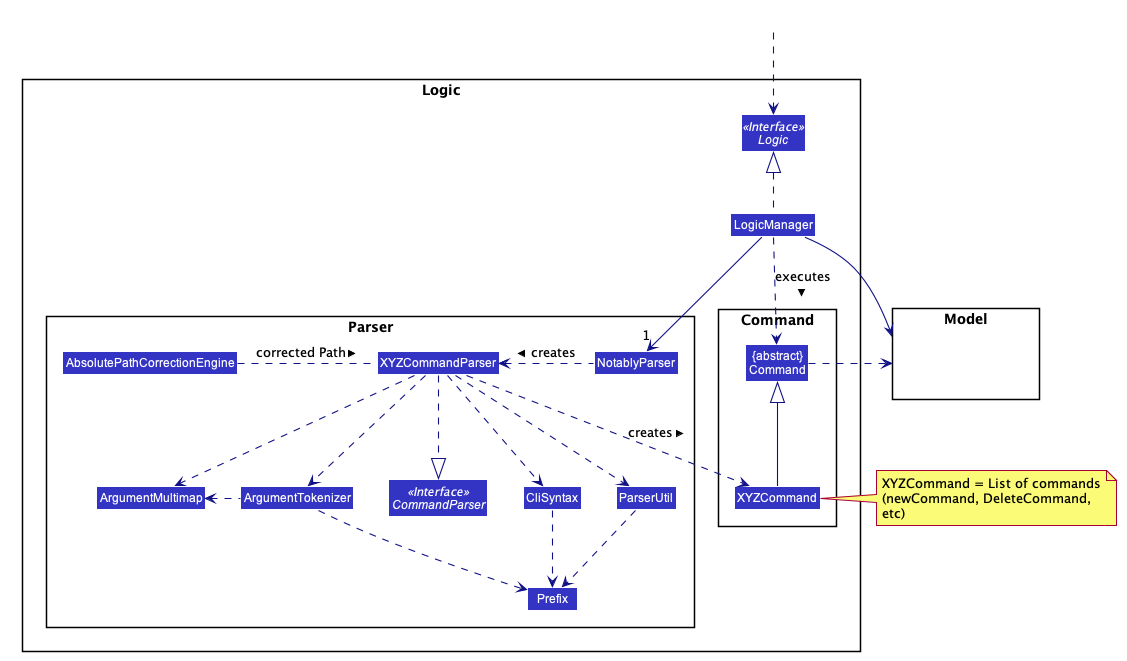 Logic
«Interface»
Logic
LogicManager
executes
▼
Parser
1
Command
Model
AbsolutePathCorrectionEngine
corrected Path ►
XYZCommandParser
◄ creates
NotablyParser
{abstract}
Command
creates ►
ArgumentMultimap
ArgumentTokenizer
«Interface»
CommandParser
CliSyntax
ParserUtil
XYZCommand
XYZCommand = List of commands
(newCommand, DeleteCommand,
etc)
Prefix